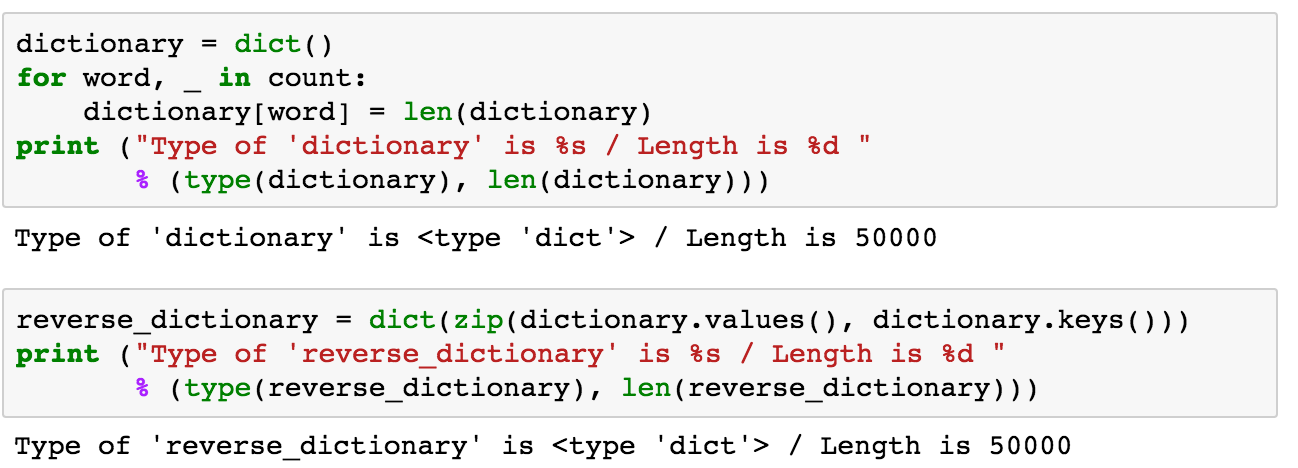 dictionary = dict()
for word, _ in count:
    dictionary[word] = len(dictionary)
print ("Type of 'dictionary' is %s / Length is %d "
       % (type(dictionary), len(dictionary)))
Type of 'dictionary' is <type 'dict'> / Length is 50000
reverse_dictionary = dict(zip(dictionary.values(), dictionary.keys()))
print ("Type of 'reverse_dictionary' is %s / Length is %d "
       % (type(reverse_dictionary), len(reverse_dictionary)))
Type of 'reverse_dictionary' is <type 'dict'> / Length is 50000